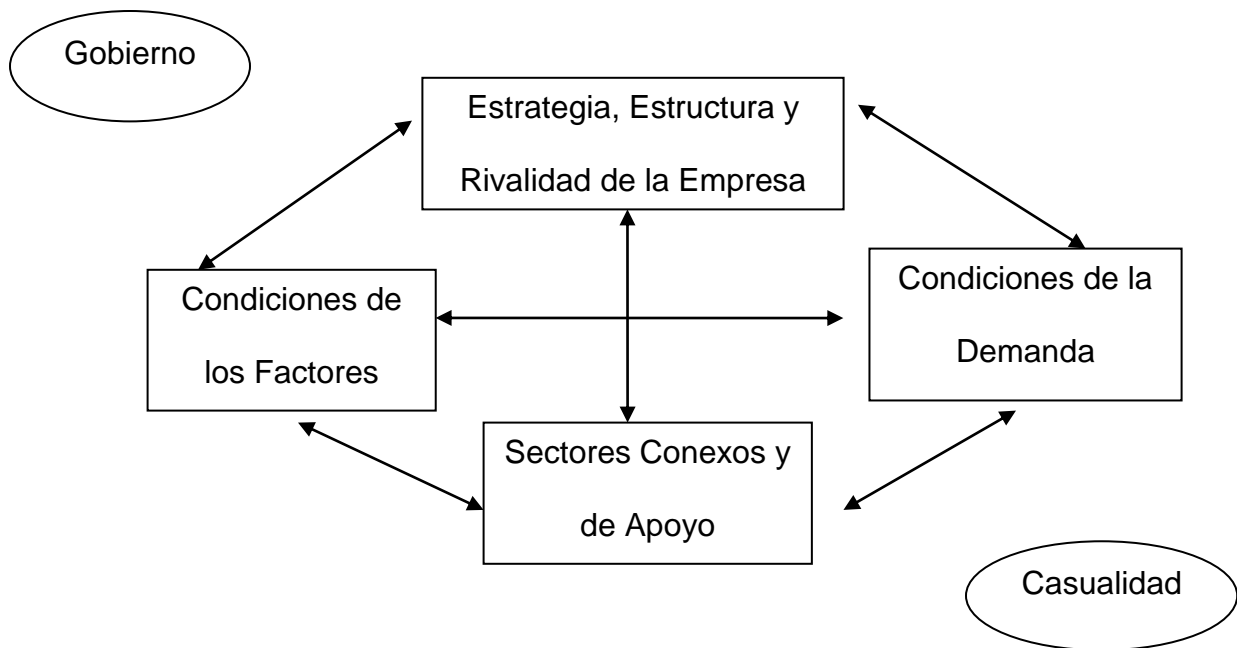 Gobierno
Estrategia, Estructura y
Rivalidad de la Empresa
Condiciones de
los Factores
Condiciones de la
Demanda
Sectores Conexos y
de Apoyo
Casualidad